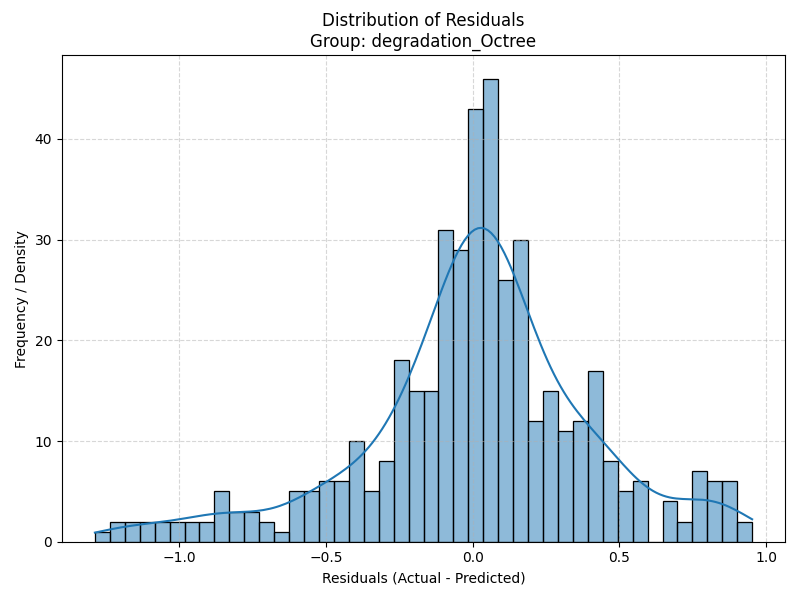 Distribution of Residuals
Group: degradation_Octree
Frequency / Density
40
30
20
10
0
−1.0
−0.5
0.0
0.5
1.0
Residuals (Actual - Predicted)